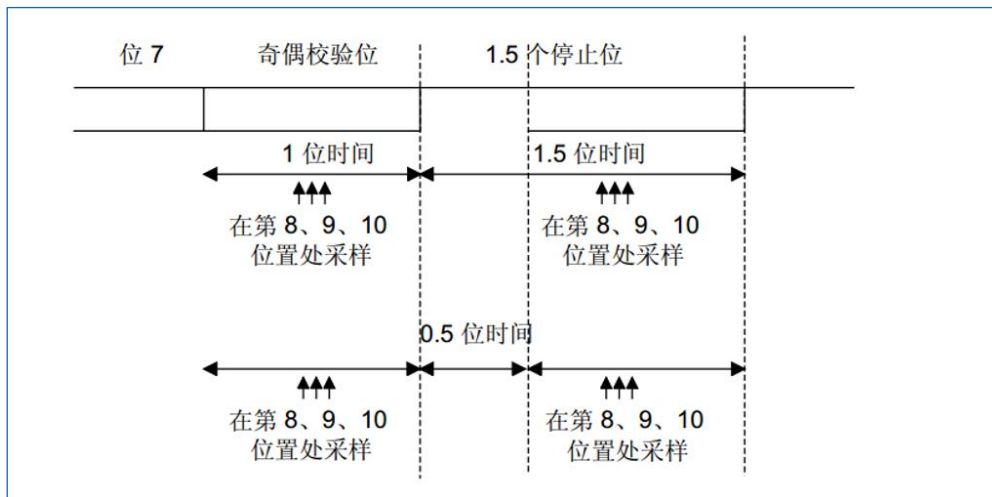 位 7 奇偶校验位 1.5 个停止位
1 位时间 1.5 位时间
在第 8、9、10 在第 8、9、10
位置处采样 位置处采样
0.5 位时间
在第 8、9、10 在第 8、9、10
位置处采样 位置处采样